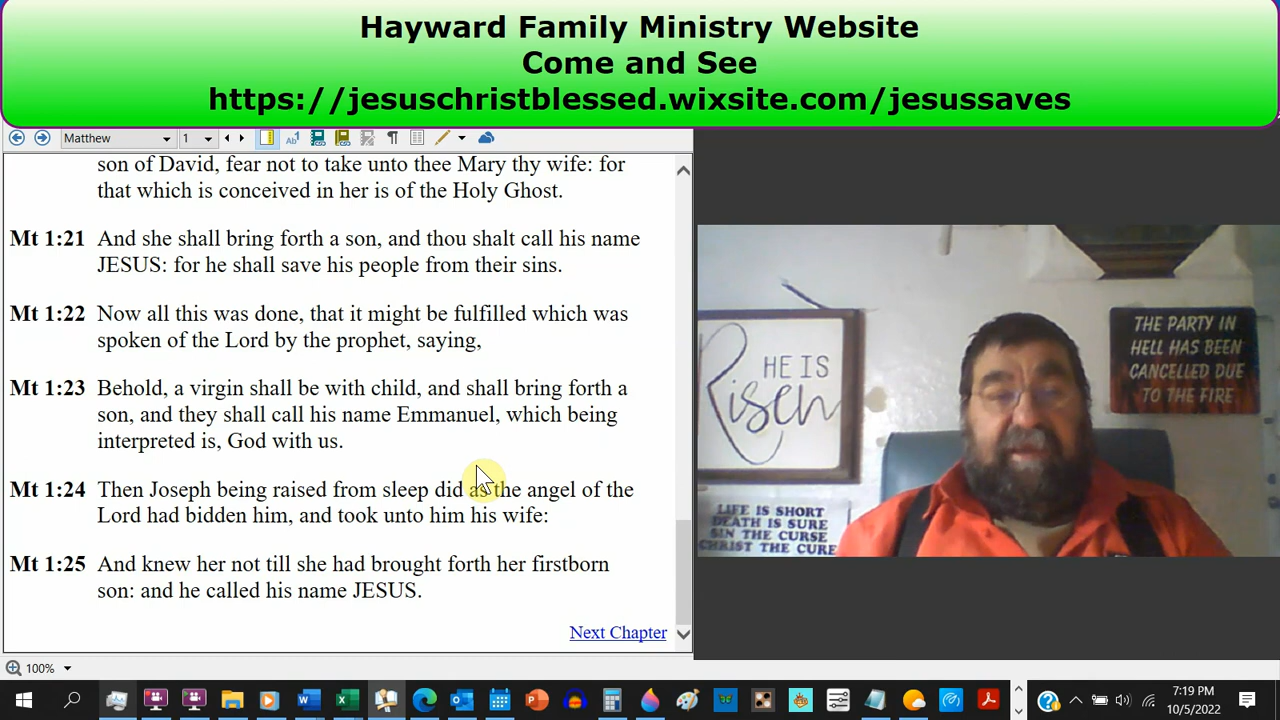 Hayward Family Ministry Website
Come and See
https://jesuschristblessed.wixsite.com/jesussaves
Matthew
1
son of David, fear not to take unto thee Mary thy wife: for
that which is conceived in her is of the Holy Ghost.
Mt 1:21 And she shall bring forth a son, and thou shalt call his name
JESUS: for he shall save his people from their sins.
Mt 1:22 Now all this was done, that it might be fulfilled which was
spoken of the Lord by the prophet, saying,
Mt 1:23 Behold, a virgin shall be with child, and shall bring forth a
son, and they shall call his name Emmanuel, which being
interpreted is, God with us.
Mt 1:24 Then Joseph being raised from sleep did as the angel of the
Lord had bidden him, and took unto him his wife:
Mt 1:25 And knew her not till she had brought forth her firstborn
son: and he called his name JESUS.
Next Chapter
100%
HE IS
Risen
THE PARTY IN
HELL HAS BEEN
CANCELLED DUE
TO THE FIRE
LIFE IS SHORT
DEATH IS SURE
SIN THE CURSE
CHRIST THE CURE
7:19 PM
10/5/2022